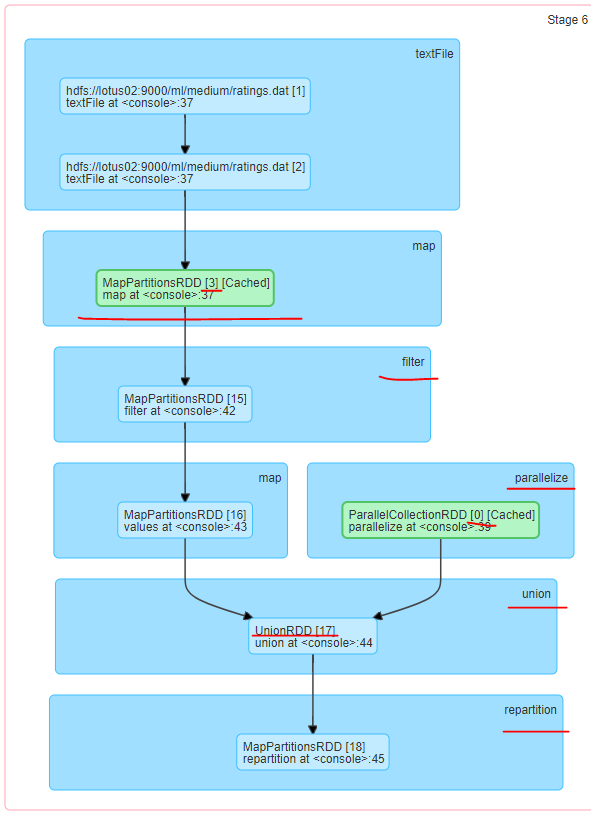 Stage 6
textFile
hdfs://lotus02:9000/ml/medium/ratings.dat [1]
textFile at <console>:37
hdfs://lotus02:9000/ml/medium/ratings.dat [2]
textFile at <console>:37
map
MapPartitionsRDD [3] [Cached]
map at <console>:37
filter
MapPartitionsRDD [15]
filter at <console>:42
map
MapPartitionsRDD [16]
values at <console>:43
parallelize
ParallelCollectionRDD [0] [Cached]
parallelize at <console>:39
union
UnionRDD [17]
union at <console>:44
repartition
MapPartitionsRDD [18]
repartition at <console>:45